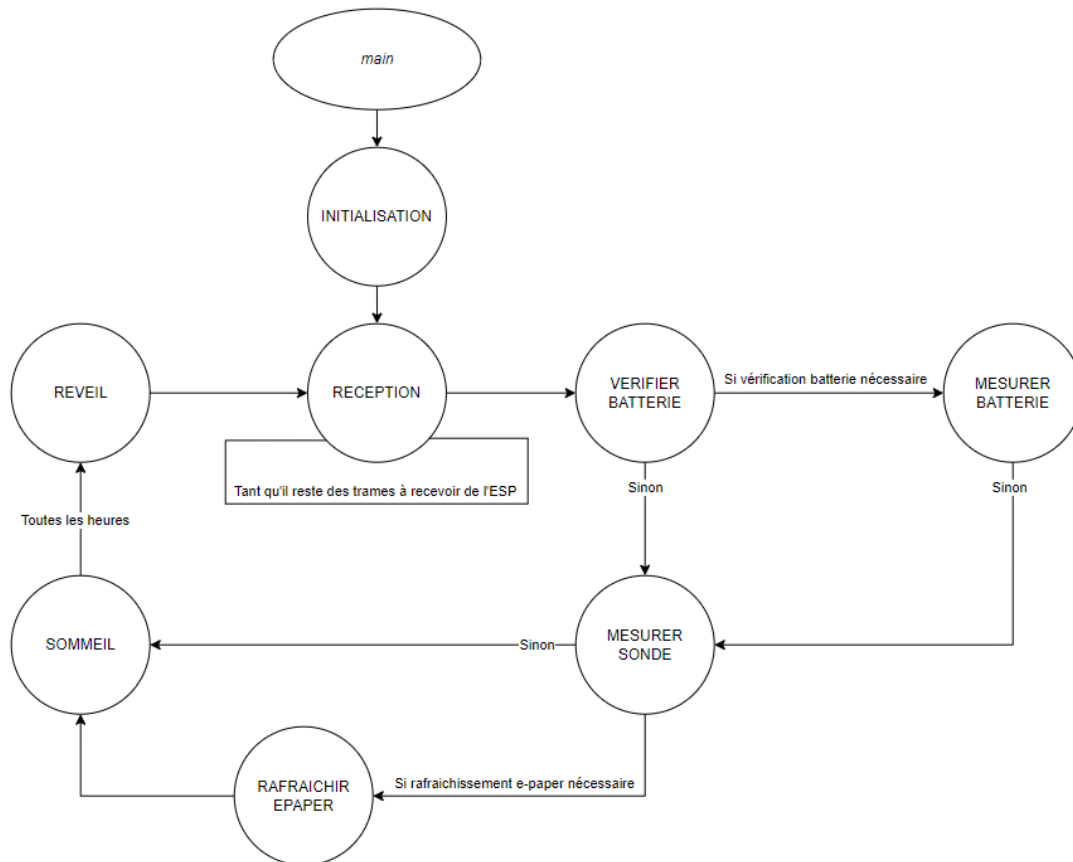 main
INITIALISATION
REVEIL
RECEPTION
VERIFIER
BATTERIE
Si vérification batterie nécessaire
MESURER
BATTERIE
Tant qu'il reste des trames à recevoir de l'ESP
Sinon
Sinon
Toutes les heures
SOMMEIL
Sinon
MESURER
SONDE
RAFRAICHIR
EPAPER
Si rafraichissement e-paper nécessaire